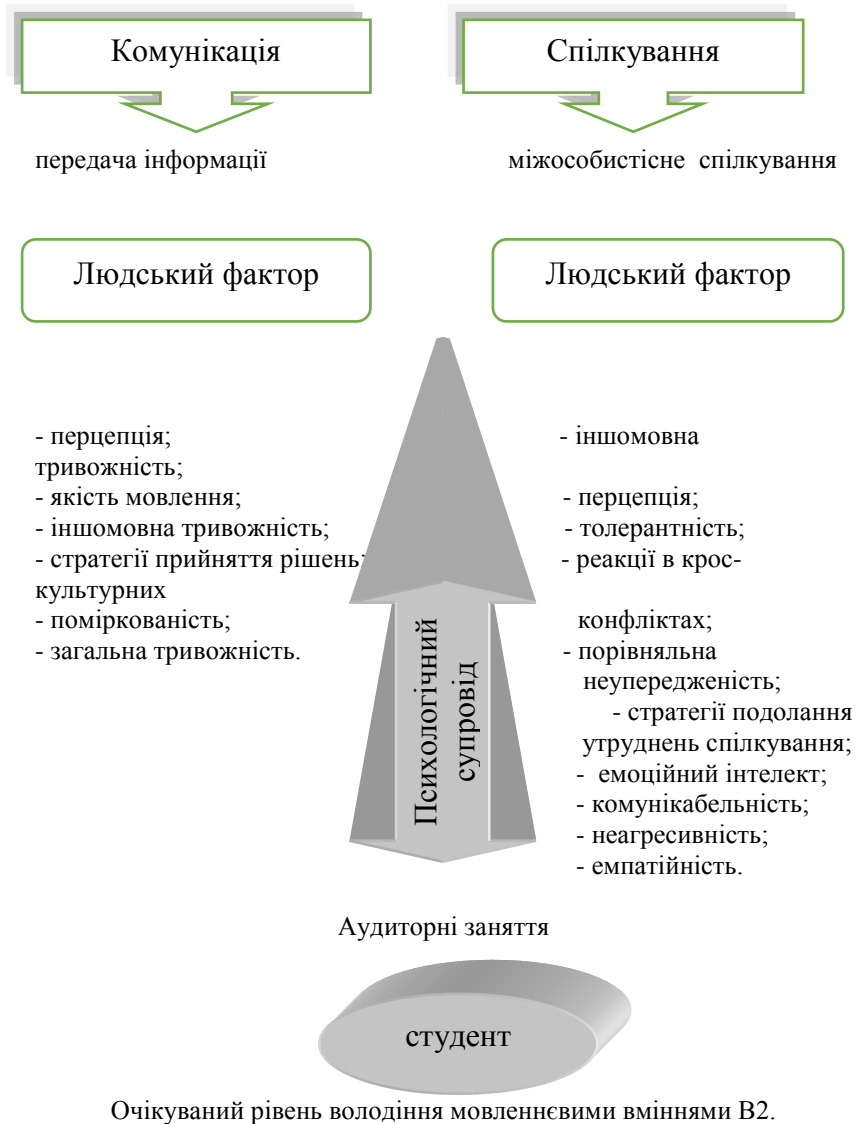 Комунікація
Спілкування
передача інформації
міжособистісне спілкування
Людський фактор
Людський фактор
- перцепція;
тривожність;
- якість мовлення;
- іншомовна тривожність;
- стратегії прийняття рішень;
культурних
- поміркованість;
- загальна тривожність.
- іншомовна
- перцепція;
- толерантність;
- реакції в крос-
конфліктах;
- порівняльна
неупередженість;
- стратегії подолання
утруднень спілкування;
- емоційний інтелект;
- комунікабельність;
- неагресивність;
- емпатійність.
Психологічний
супровід
Аудиторні заняття
студент
Очікуваний рівень володіння мовленнєвими вміннями В2.